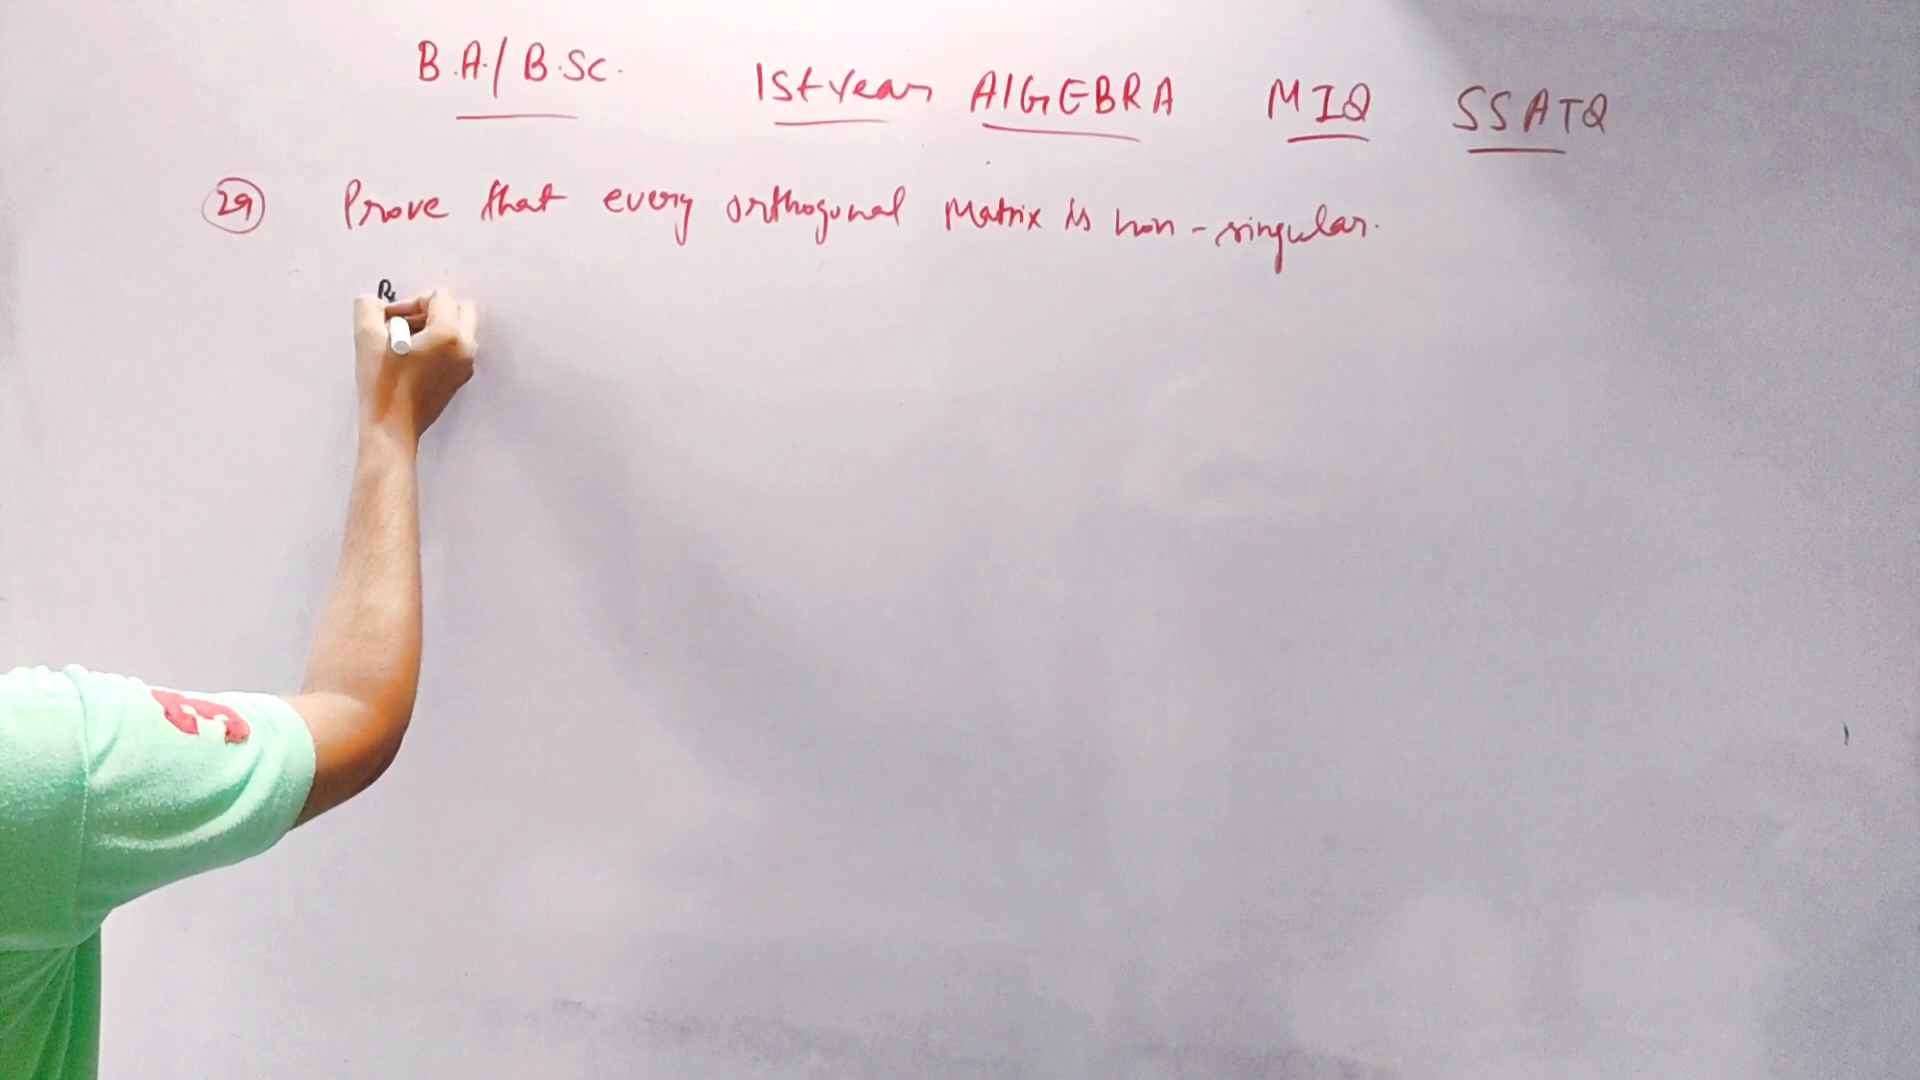 B.A./B.Sc. 1st year ALGEBRA MIQ SSATQ
29 Prove that every orthogonal Matrix is non-singular.